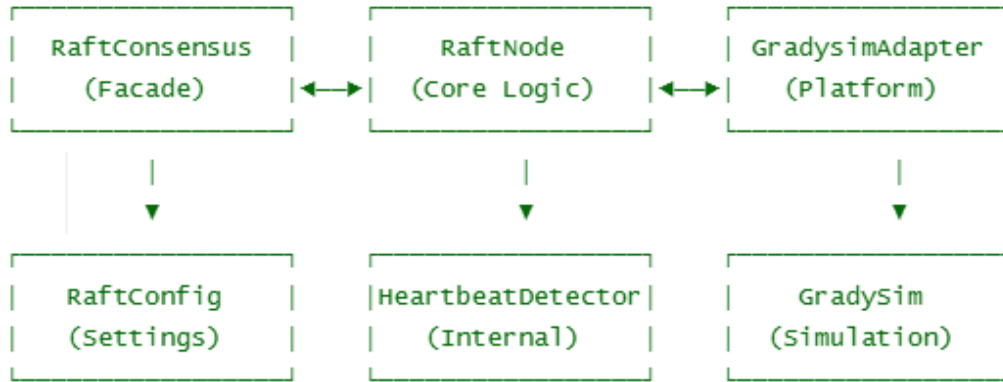 RaftConsensus RaftNode GradysimAdapter
(Facade) (Core Logic) (Platform)
RaftConfig HeartbeatDetector GradySim
(Settings) (Internal) (Simulation)